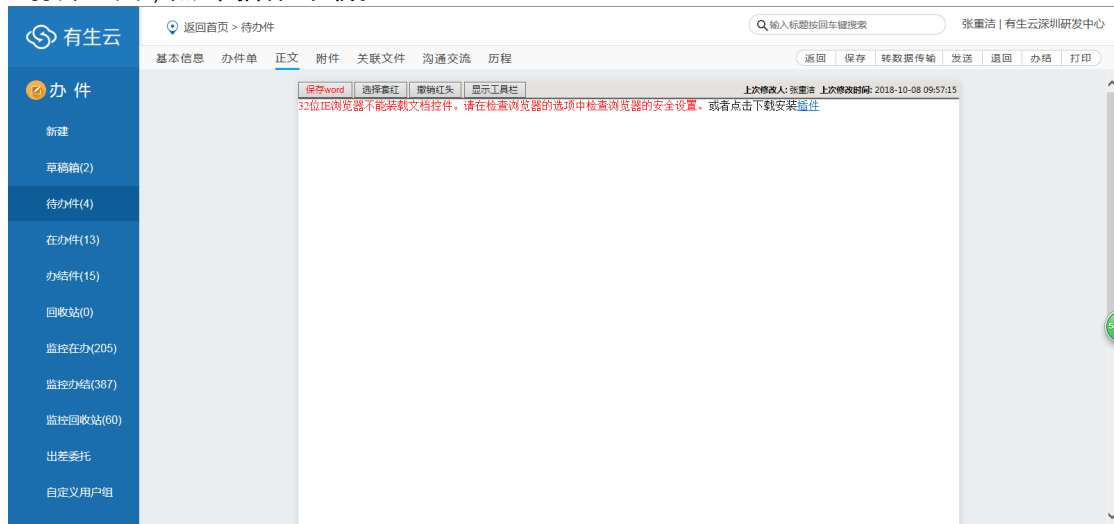 有生云
返回首页 > 待办件
输入标题按回车键搜索
张重洁 | 有生云深圳研发中心
基本信息 办件单 正文 附件 关联文件 沟通交流 历程
返回 保存 转数据传输 发送 退回 办结 打印
办 件
新建
草稿箱(2)
待办件(4)
在办件(13)
办结件(15)
回收站(0)
监控在办(205)
监控办结(387)
监控回收站(60)
出差委托
自定义用户组
保存word 选择套红 撤销红头 显示工具栏
上次修改人: 张重洁 上次修改时间: 2018-10-08 09:57:15
32位IE浏览器不能装载文档控件。请在检查浏览器的选项中检查浏览器的安全设置。或者点击下载安装插件